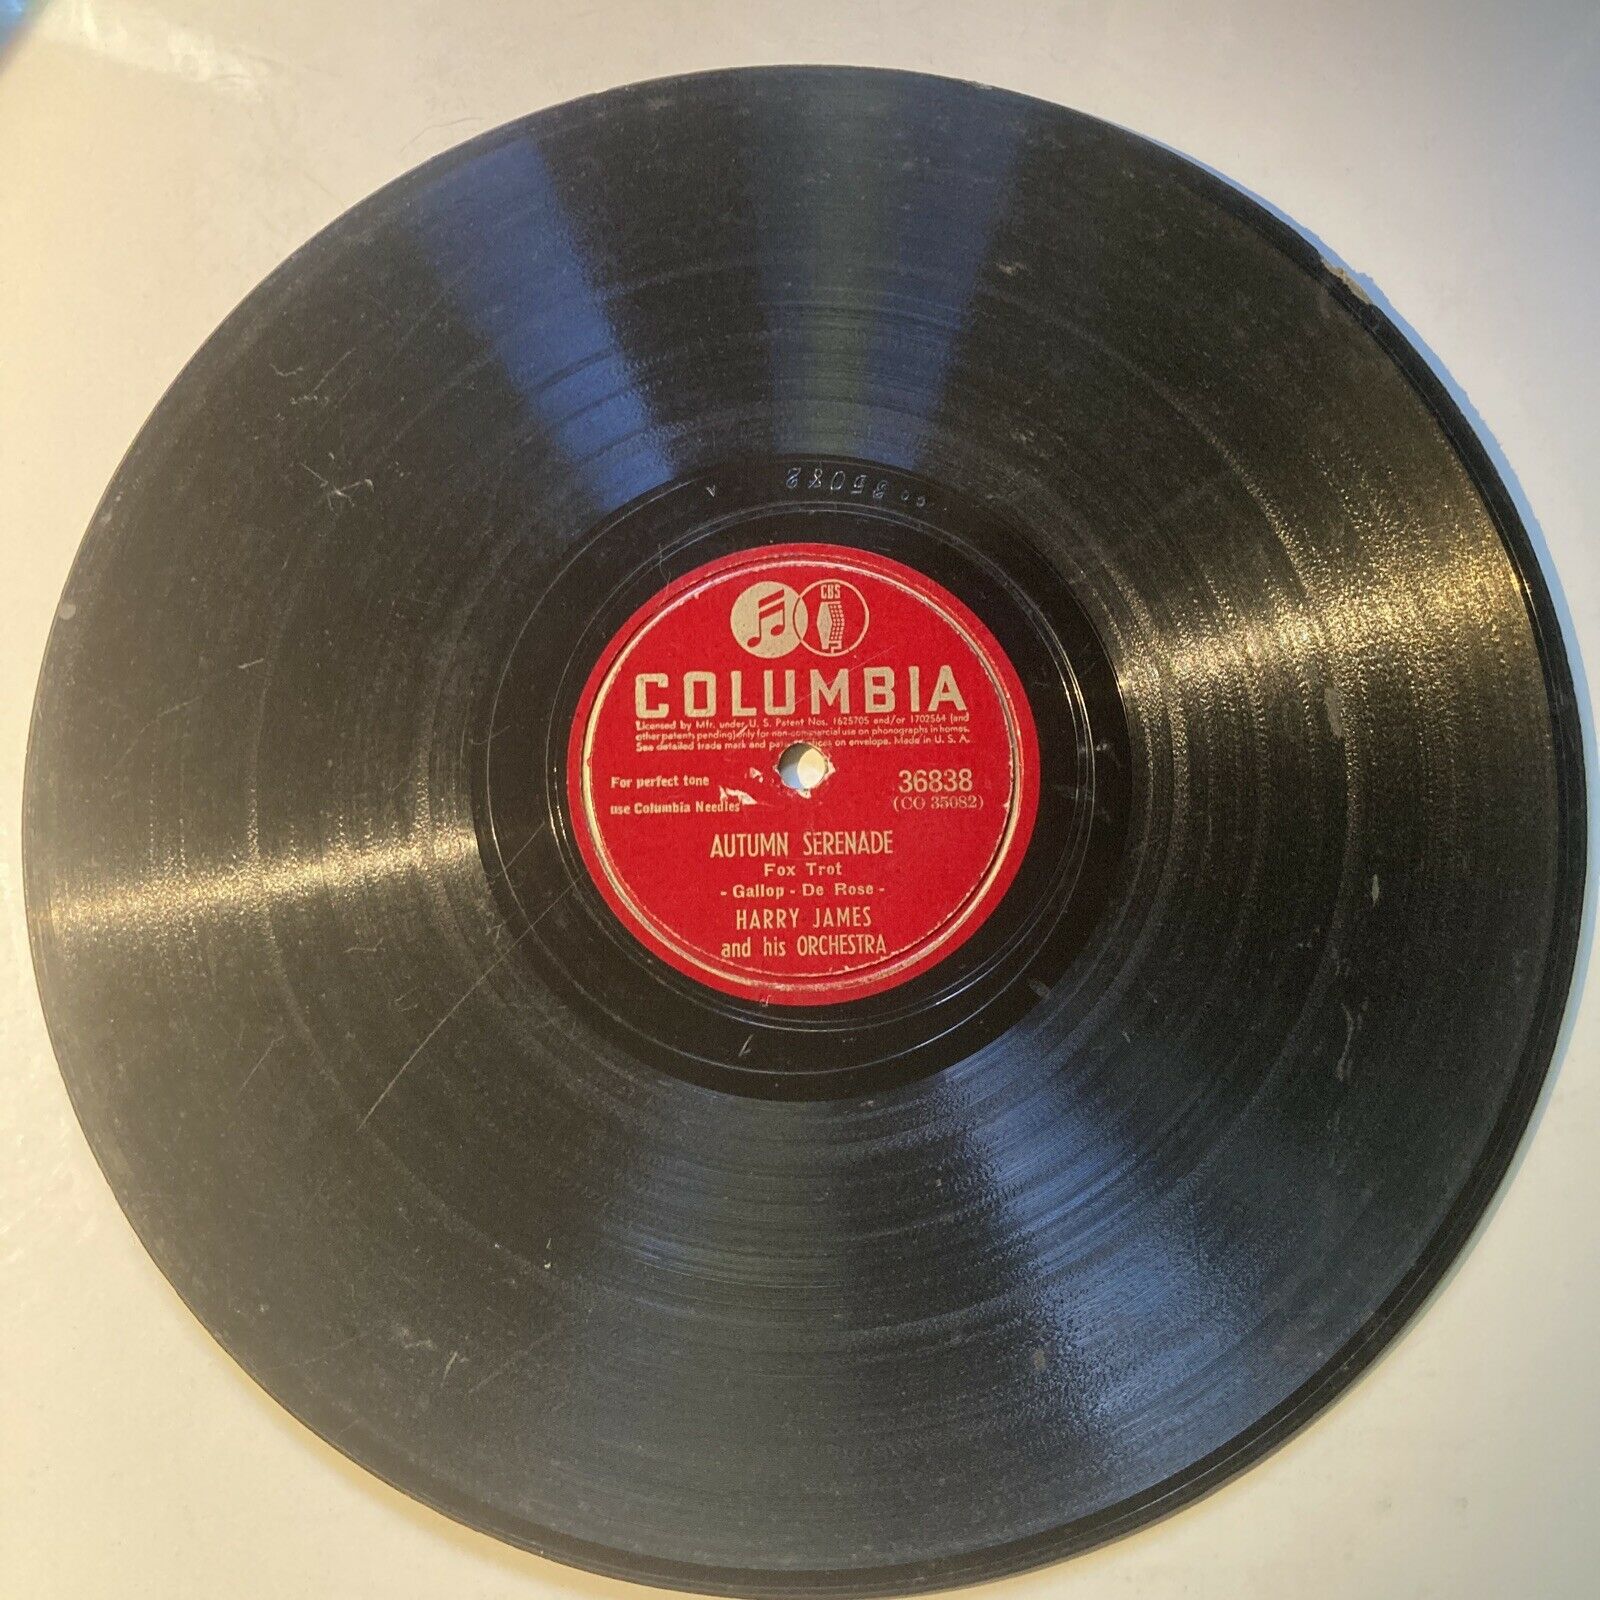 CO 35082
A
CBS
COLUMBIA
Licensed by Mfr. under U. S. Patent Nos. 1625705 and/or 1702564 (and
other patents pending) only for non-commercial use on phonographs in homes.
See detailed trade mark and patent notices on envelope. Made in U. S. A.
For perfect tone
use Columbia Needles
36838
(CO 35082)
AUTUMN SERENADE
Fox Trot
- Gallop - De Rose -
HARRY JAMES
and his ORCHESTRA
1